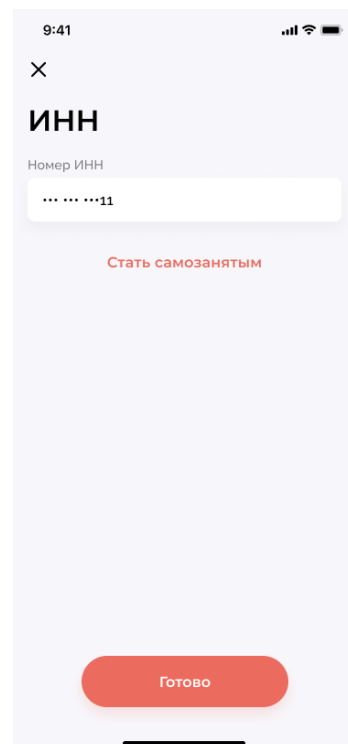 9:41
ИНН
Номер ИНН
··· ··· ···11
Стать самозанятым
Готово